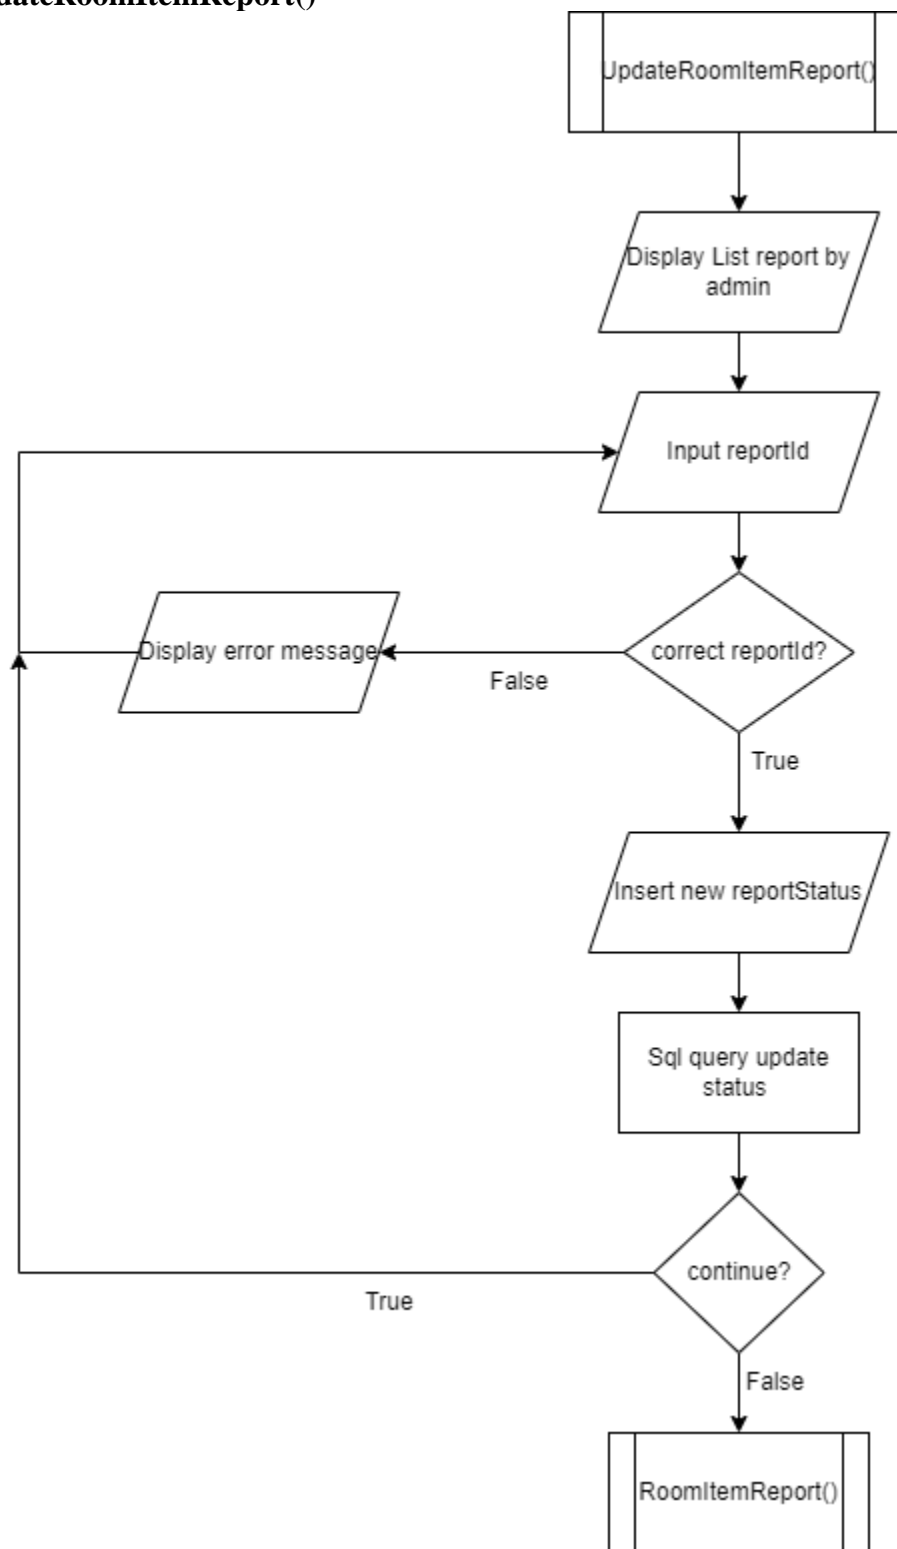 dateRoomItemReport()
UpdateRoomItemReport()
Display List report by
admin
Input reportId
correct reportId?
Display error message
False
True
Insert new reportStatus
Sql query update
status
continue?
True
False
RoomItemReport()